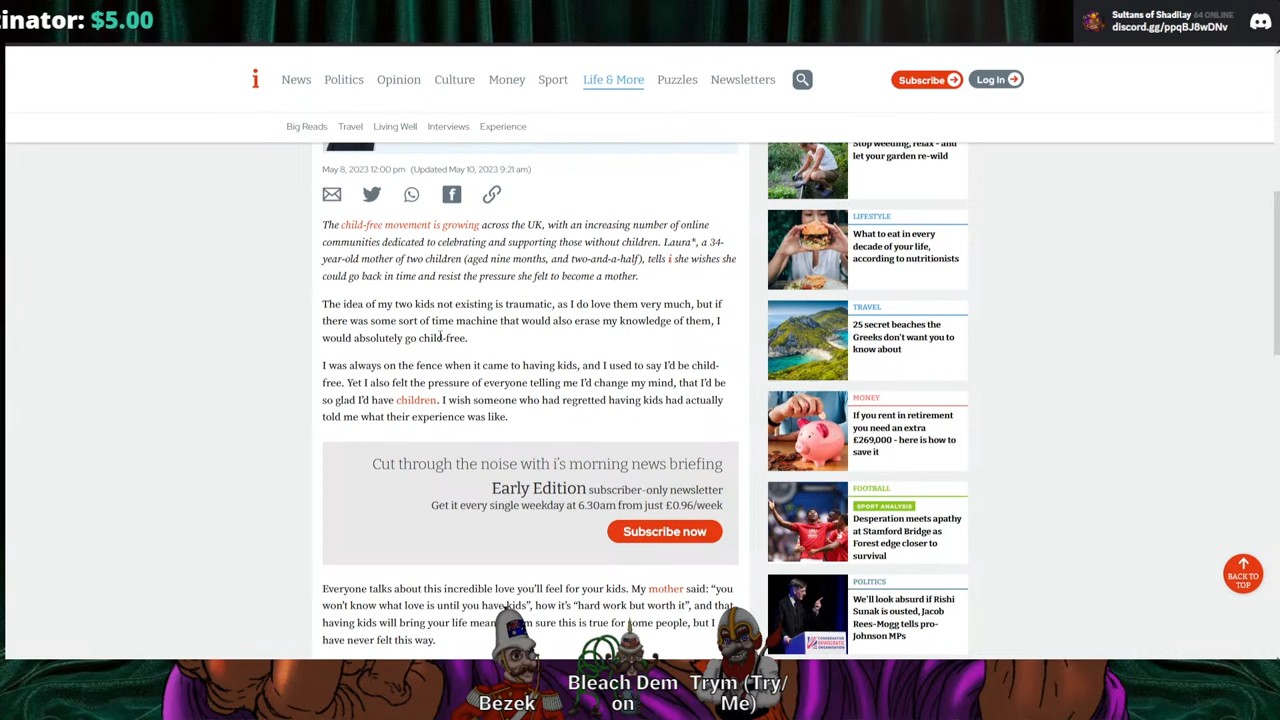 inator: $5.00
Sultans of Shadilay 64 ONLINE
discord.gg/ppqBJ8wDNv
i News Politics Opinion Culture Money Sport Life & More Puzzles Newsletters Subscribe Log In
Big Reads Travel Living Well Interviews Experience
May 8, 2023 12:00 pm (Updated May 10, 2023 9:21 am)
The child-free movement is growing across the UK, with an increasing number of online
communities dedicated to celebrating and supporting those without children. Laura*, a 34-
year-old mother of two children (aged nine months, and two-and-a-half), tells i she wishes she
could go back in time and resist the pressure she felt to become a mother.
The idea of my two kids not existing is traumatic, as I do love them very much, but if
there was some sort of time machine that would also erase my knowledge of them, I
would absolutely go child-free.
I was always on the fence when it came to having kids, and I used to say I'd be child-
free. Yet I also felt the pressure of everyone telling me I'd change my mind, that I'd be
so glad I'd have children. I wish someone who had regretted having kids had actually
told me what their experience was like.
Cut through the noise with i's morning news briefing
Early Edition subscriber-only newsletter
Get it every single weekday at 6.30am from just £0.96/week
Subscribe now
Everyone talks about this incredible love you'll feel for your kids. My mother said: "you
won't know what love is until you have kids", how it's "hard work but worth it", and that
having kids will bring your life sure this is true for some people, but I
have never felt this way.
Stop weeding, relax - and
let your garden re-wild
LIFESTYLE
What to eat in every
decade of your life,
according to nutritionists
TRAVEL
25 secret beaches the
Greeks don't want you to
know about
MONEY
If you rent in retirement
you need an extra
£269,000 - here is how to
save it
FOOTBALL
SPORT ANALYSIS
Desperation meets apathy
at Stamford Bridge as
Forest edge closer to
survival
POLITICS
We'll look absurd if Rishi
Sunak is ousted, Jacob
Rees-Mogg tells pro-
Johnson MPs
BACK TO
TOP
Bezek
Bleach Dem
on
Trym (Try/
Me)